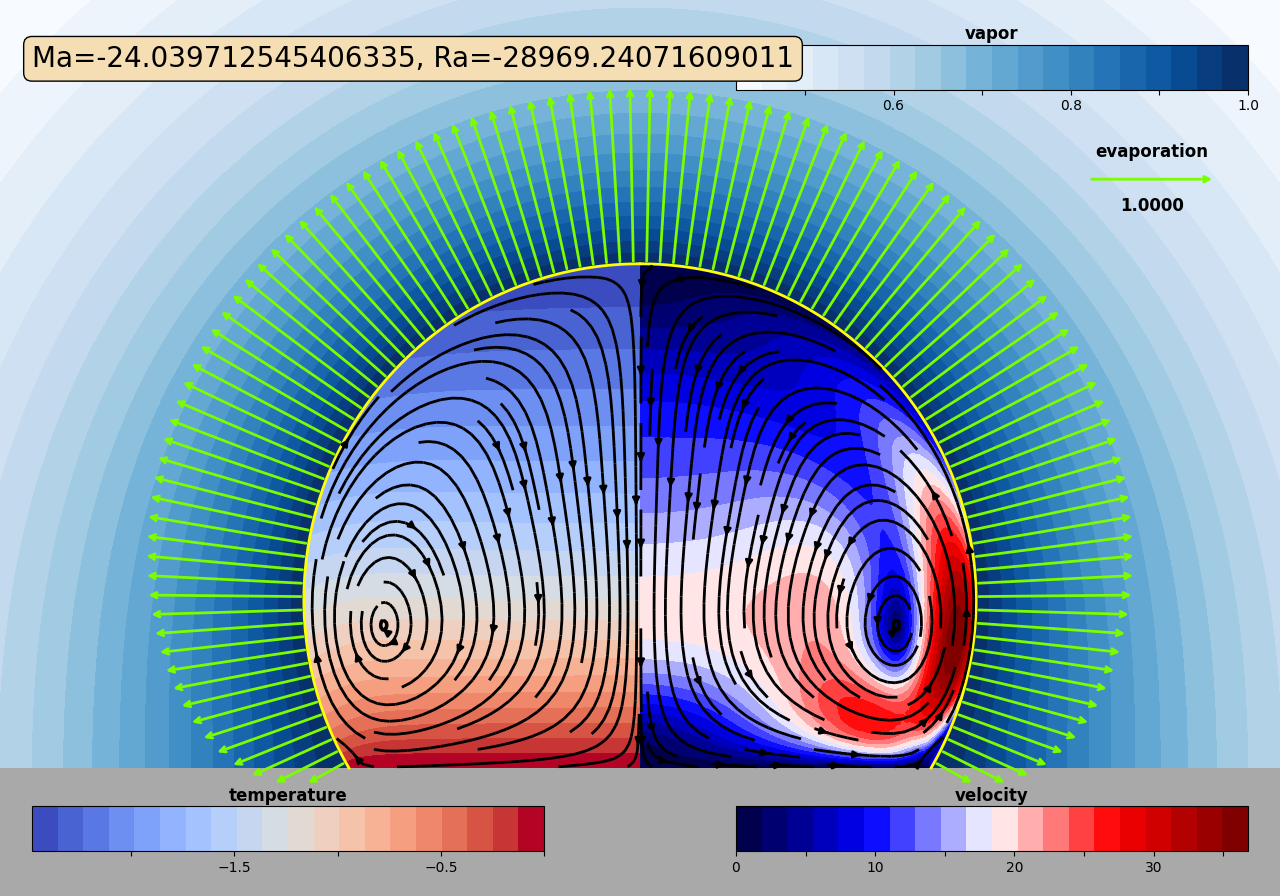 Ma=-24.039712545406335, Ra=-28969.24071609011
vapor
0.6 0.8 1.0
evaporation
1.0000
temperature
−1.5 −0.5
velocity
0 10 20 30